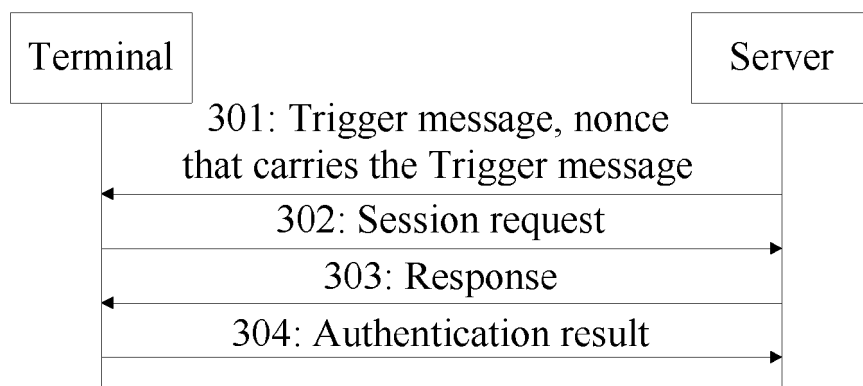 Terminal
Server
301: Trigger message, nonce
that carries the Trigger message
302: Session request
303: Response
304: Authentication result